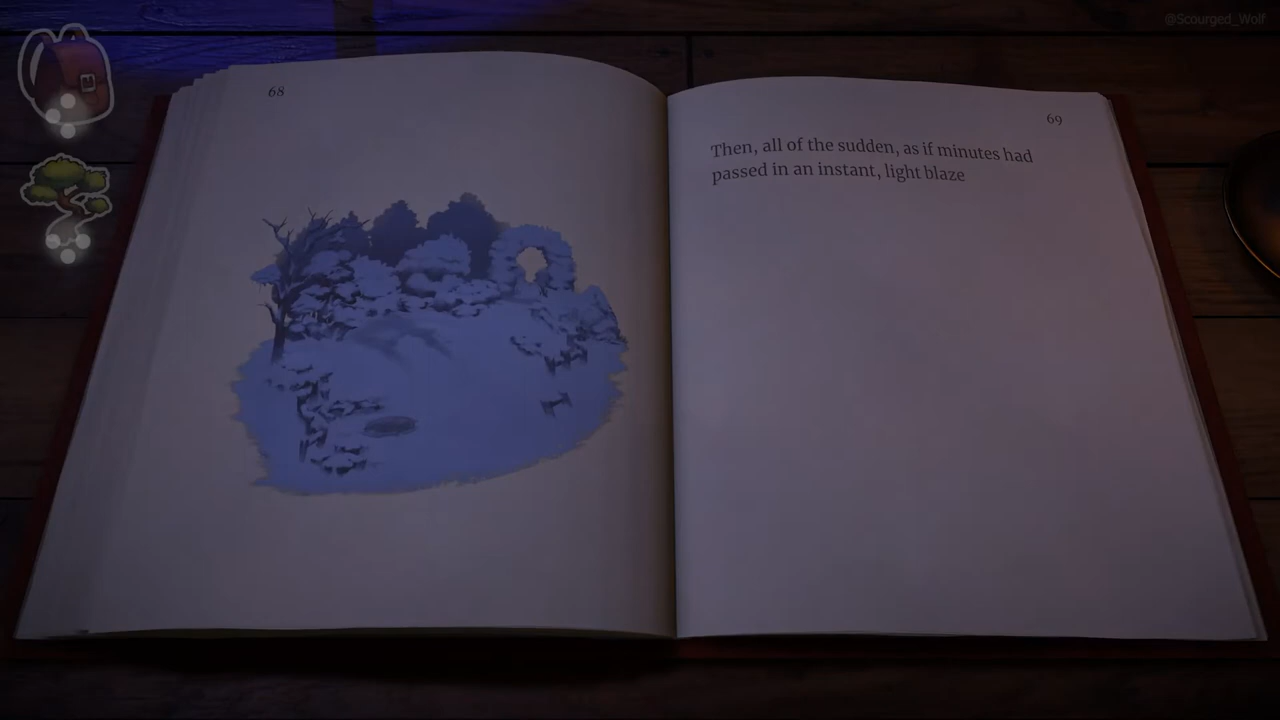 @Scourged_Wolf
68
69
Then, all of the sudden, as if minutes had
passed in an instant, light blaze